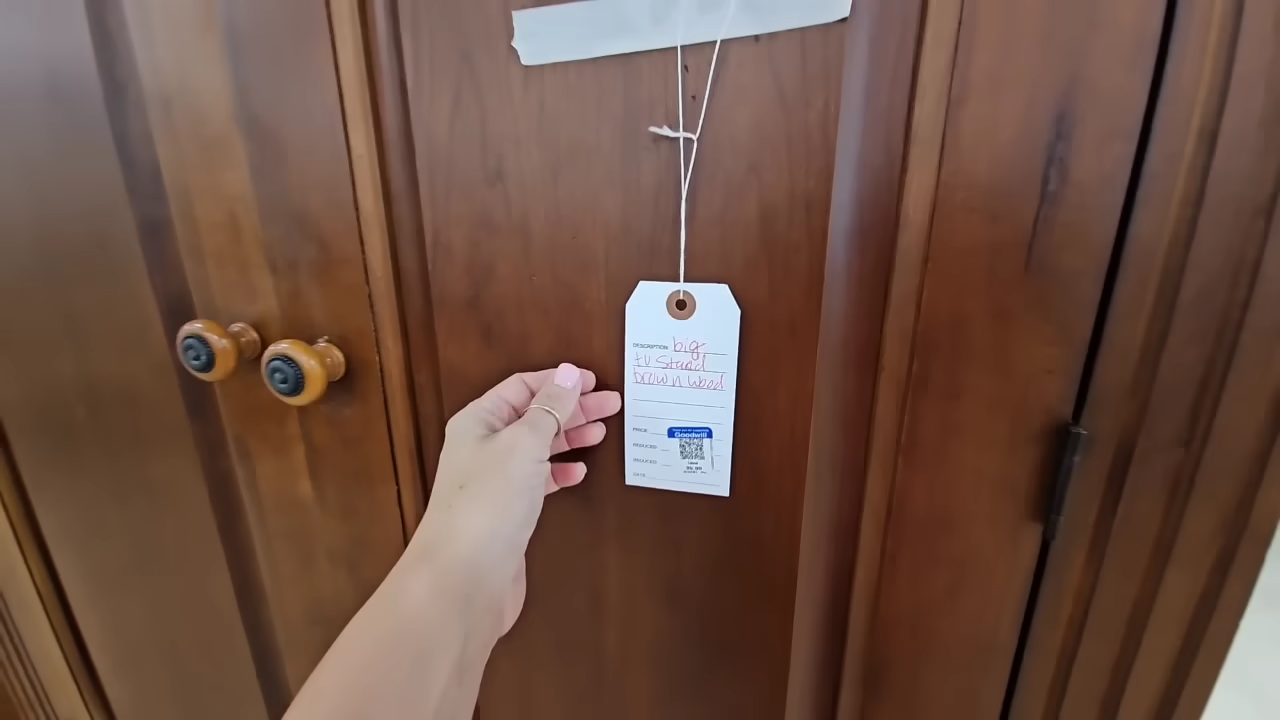 DESCRIPTION big
tv stand
brown wood
PRICE
Goodwill
REDUCED
REDUCED
DATE